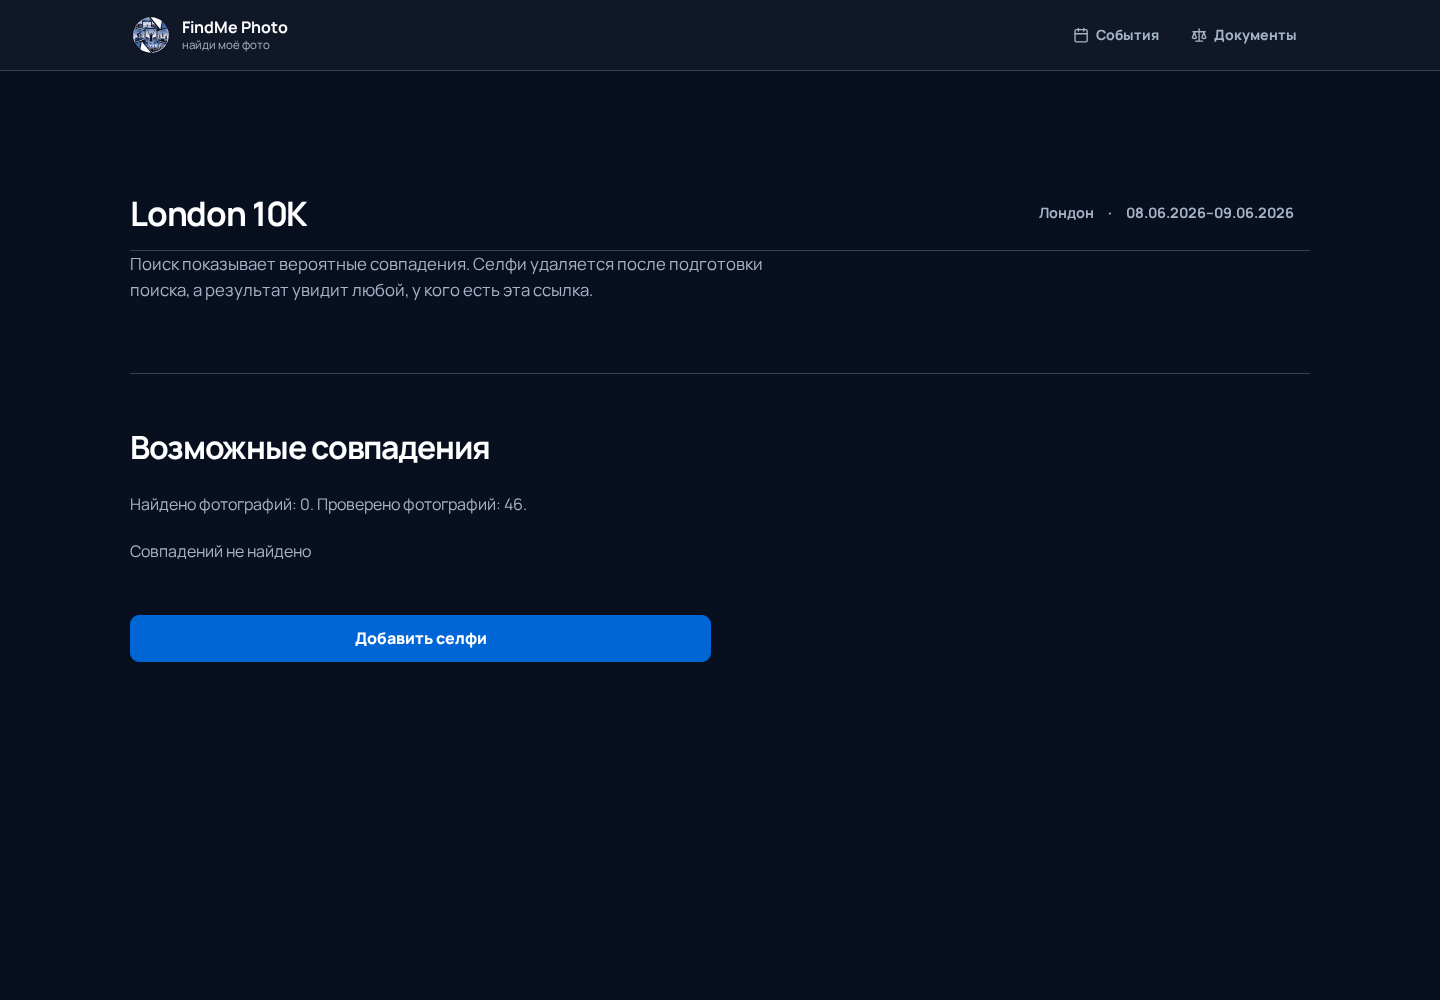 FindMe Photo
найди моё фото
События
Документы
London 10K
Лондон · 08.06.2026–09.06.2026
Поиск показывает вероятные совпадения. Селфи удаляется после подготовки
поиска, а результат увидит любой, у кого есть эта ссылка.
Возможные совпадения
Найдено фотографий: 0. Проверено фотографий: 46.
Совпадений не найдено
Добавить селфи